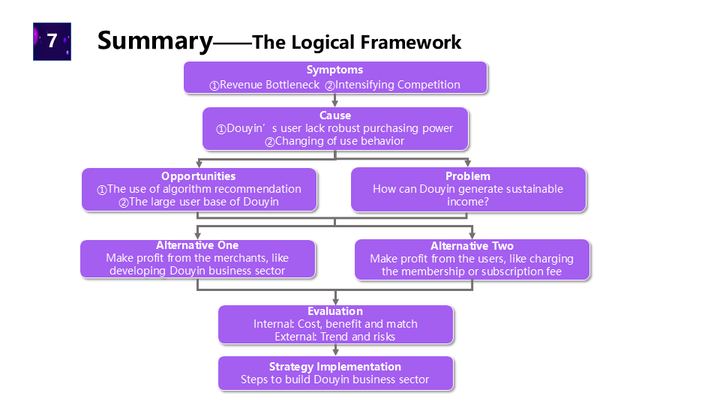 7
Summary——The Logical Framework
Symptoms
①Revenue Bottleneck ②Intensifying Competition
Cause
①Douyin’s user lack robust purchasing power
②Changing of use behavior
Opportunities
①The use of algorithm recommendation
②The large user base of Douyin
Problem
How can Douyin generate sustainable
income?
Alternative One
Make profit from the merchants, like
developing Douyin business sector
Alternative Two
Make profit from the users, like charging
the membership or subscription fee
Evaluation
Internal: Cost, benefit and match
External: Trend and risks
Strategy Implementation
Steps to build Douyin business sector